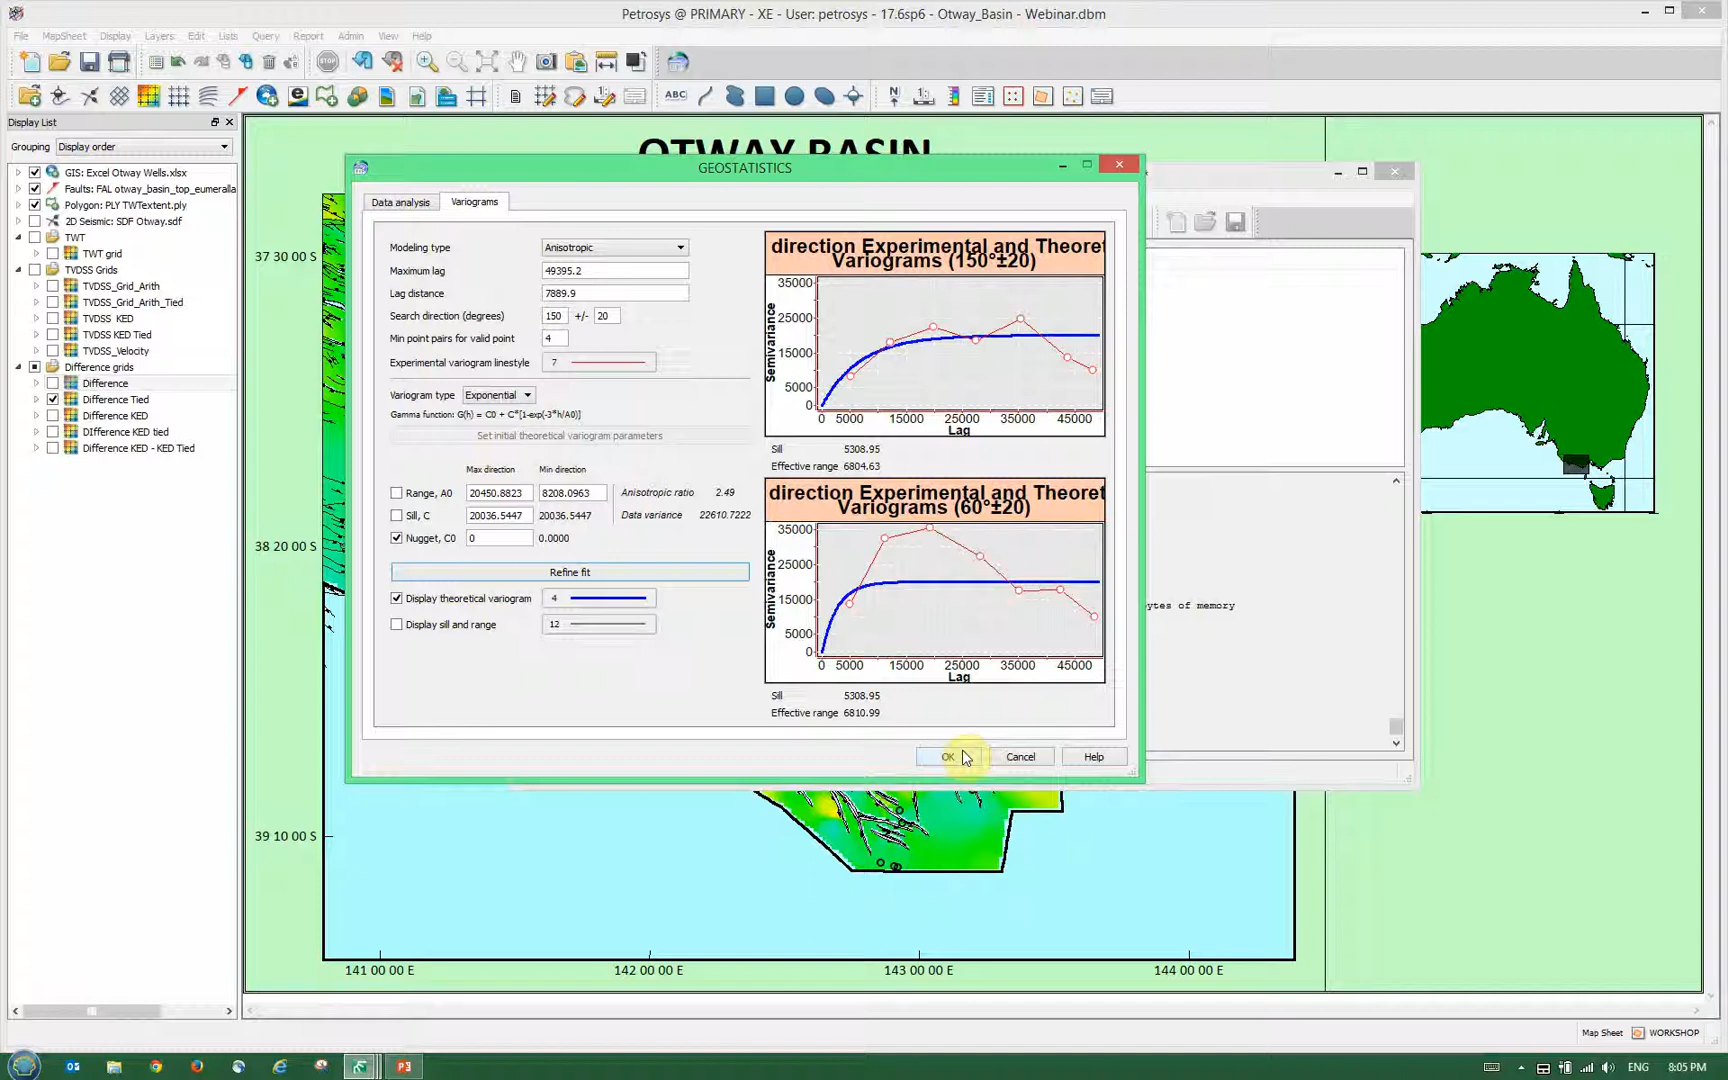 Petrosys @ PRIMARY - XE - User: petrosys - 17.6sp6 - Otway_Basin - Webinar.dbm
File MapSheet Display Layers Edit Lists Query Report Admin View Help
ABC
Display List
Grouping Display order
GIS: Excel Otway Wells.xlsx
Faults: FAL otway_basin_top_eumeralla
Polygon: PLY TWTextent.ply
2D Seismic: SDF Otway.sdf
TWT
TWT grid
TVDSS Grids
TVDSS_Grid_Arith
TVDSS_Grid_Arith_Tied
TVDSS_KED
TVDSS KED Tied
TVDSS_Velocity
Difference grids
Difference
Difference Tied
Difference KED
DIfference KED tied
Difference KED - KED Tied
OTWAY BASIN
37 30 00 S
38 20 00 S
39 10 00 S
141 00 00 E
142 00 00 E
143 00 00 E
144 00 00 E
GEOSTATISTICS
Data analysis Variograms
Modeling type Anisotropic
Maximum lag 49395.2
Lag distance 7889.9
Search direction (degrees) 150 +/- 20
Min point pairs for valid point 4
Experimental variogram linestyle 7
Variogram type Exponential
Gamma function: G(h) = C0 + C*[1-exp(-3*h/A0)]
Set initial theoretical variogram parameters
Max direction Min direction
Range, A0 20450.8823 8208.0963 Anisotropic ratio 2.49
Sill, C 20036.5447 20036.5447 Data variance 22610.7222
Nugget, C0 0 0.0000
Refine fit
Display theoretical variogram 4
Display sill and range 12
direction Experimental and Theoret
Variograms (150°±20)
Semivariance
35000
25000
15000
5000
0
0 5000 15000 25000 35000 45000
Lag
Sill 5308.95
Effective range 6804.63
direction Experimental and Theoret
Variograms (60°±20)
Semivariance
35000
25000
15000
5000
0
0 5000 15000 25000 35000 45000
Lag
Sill 5308.95
Effective range 6810.99
OK Cancel Help
ytes of memory
Map Sheet WORKSHOP
ENG 8:05 PM